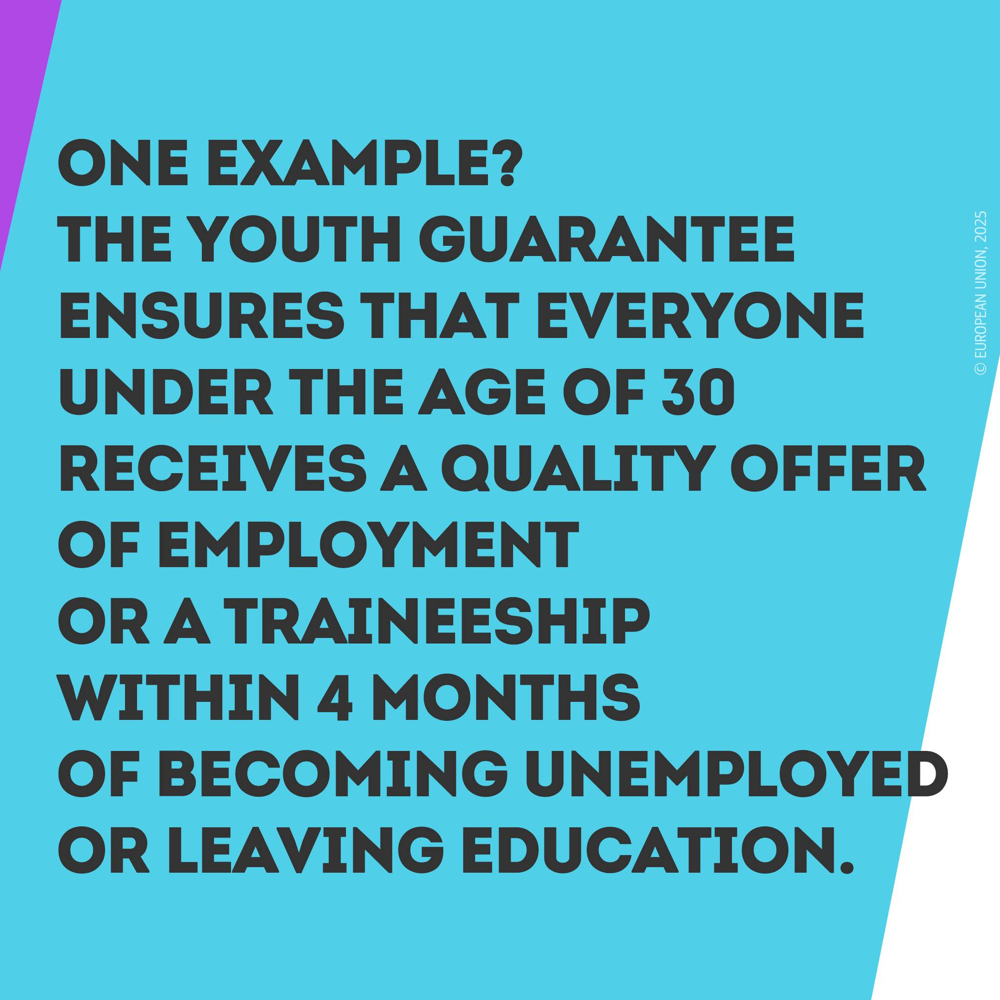 ONE EXAMPLE?
THE YOUTH GUARANTEE
ENSURES THAT EVERYONE
UNDER THE AGE OF 30
RECEIVES A QUALITY OFFER
OF EMPLOYMENT
OR A TRAINEESHIP
WITHIN 4 MONTHS
OF BECOMING UNEMPLOYED
OR LEAVING EDUCATION.
© EUROPEAN UNION, 2025